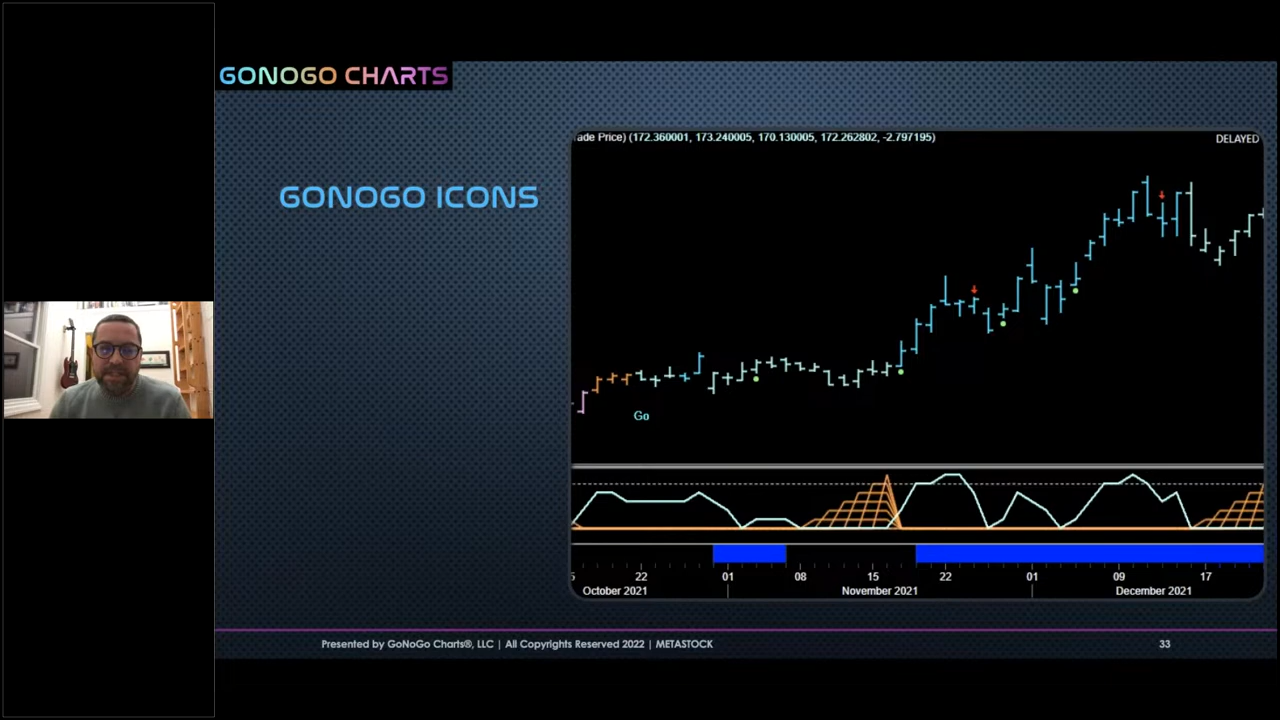 GONOGO CHARTS
GONOGO ICONS
ade Price) (172.360001, 173.240005, 170.130005, 172.262802, -2.797195)
DELAYED
Go
5 22 01 08 15 22 01 09 17
October 2021 November 2021 December 2021
Presented by GoNoGo Charts®, LLC | All Copyrights Reserved 2022 | METASTOCK
33